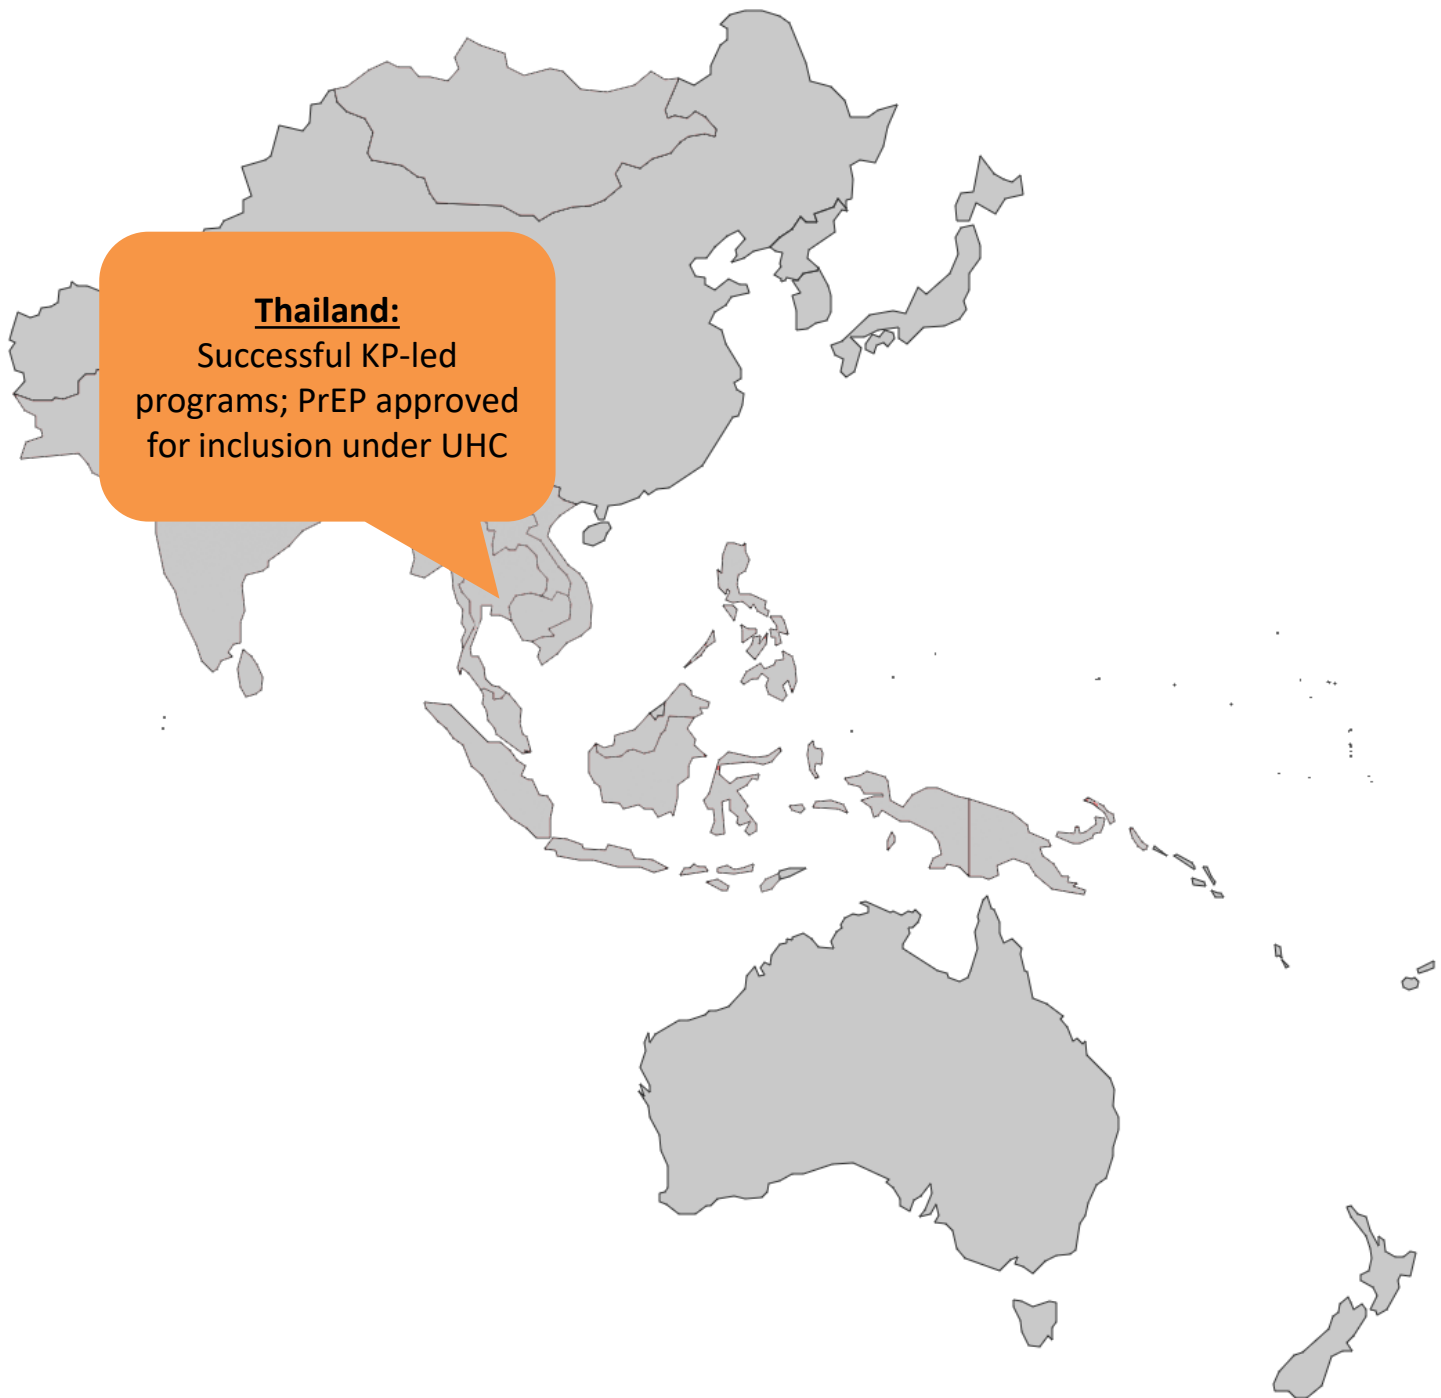 Thailand:
Successful KP-led
programs; PrEP approved
for inclusion under UHC